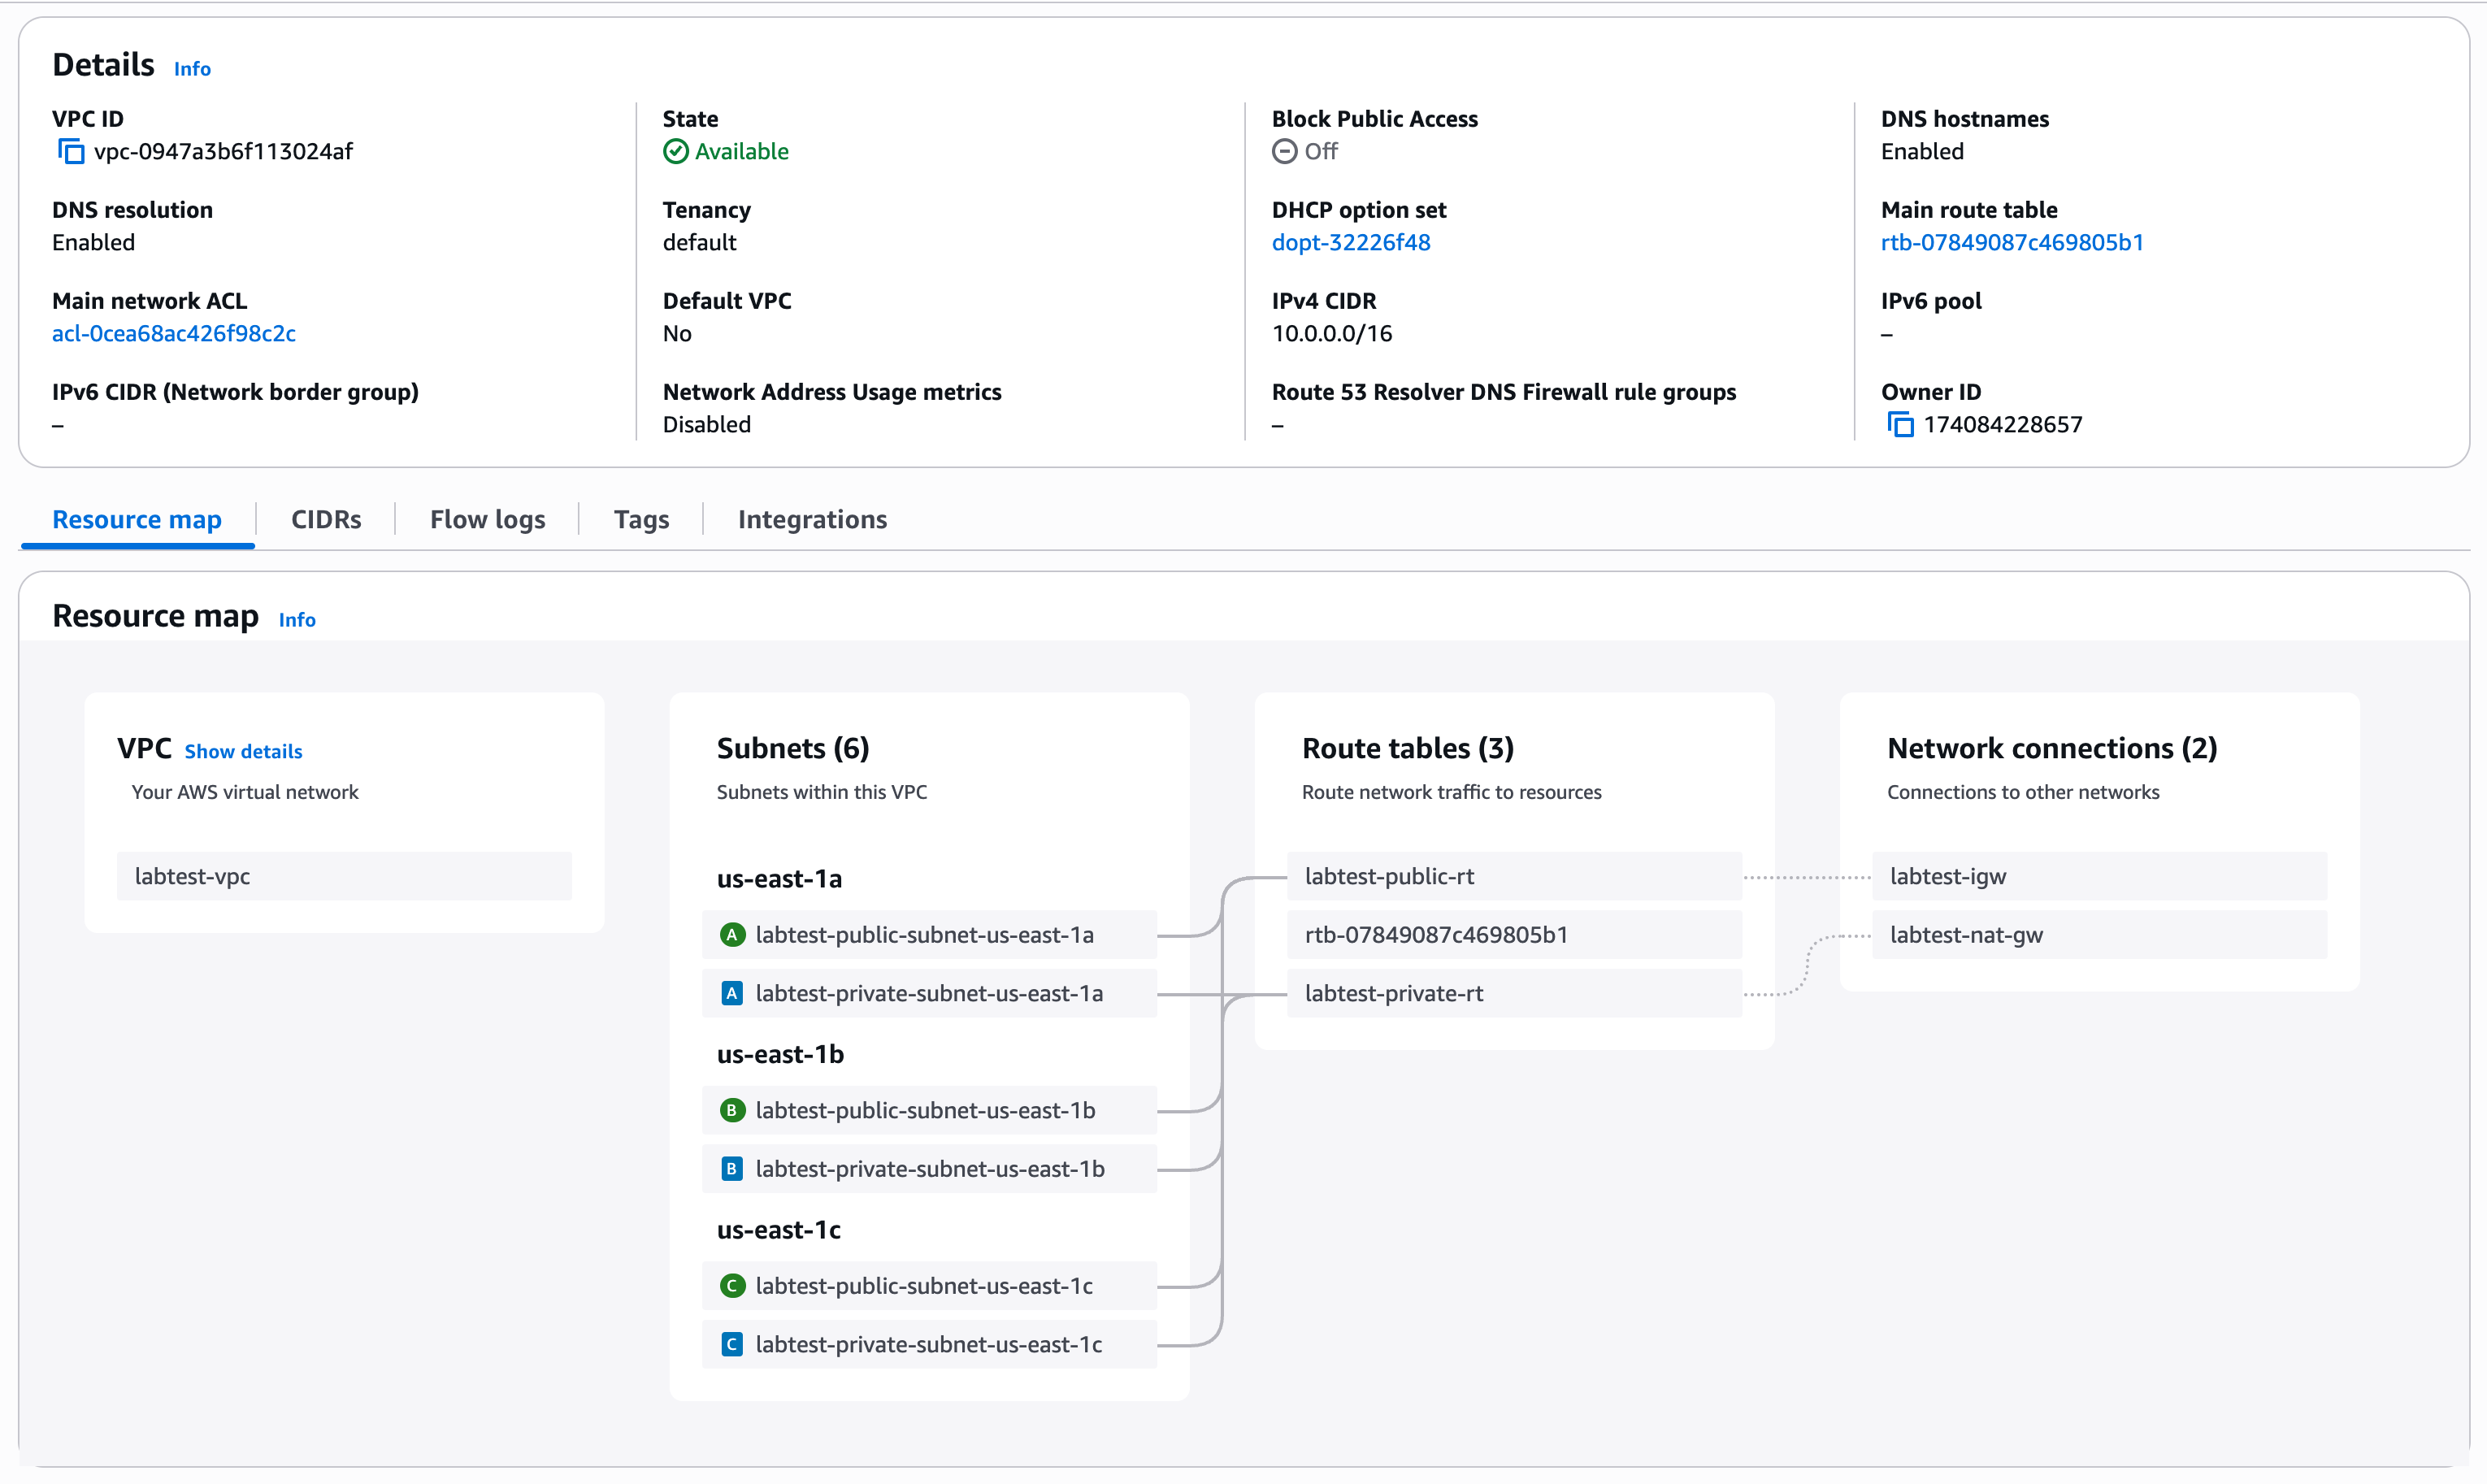 Details Info
VPC ID
vpc-0947a3b6f113024af
State
Available
Block Public Access
Off
DNS hostnames
Enabled
DNS resolution
Enabled
Tenancy
default
DHCP option set
dopt-32226f48
Main route table
rtb-07849087c469805b1
Main network ACL
acl-0cea68ac426f98c2c
Default VPC
No
IPv4 CIDR
10.0.0.0/16
IPv6 pool
–
IPv6 CIDR (Network border group)
–
Network Address Usage metrics
Disabled
Route 53 Resolver DNS Firewall rule groups
–
Owner ID
174084228657
Resource map
CIDRs
Flow logs
Tags
Integrations
Resource map Info
VPC Show details
Your AWS virtual network
labtest-vpc
Subnets (6)
Subnets within this VPC
us-east-1a
A labtest-public-subnet-us-east-1a
A labtest-private-subnet-us-east-1a
us-east-1b
B labtest-public-subnet-us-east-1b
B labtest-private-subnet-us-east-1b
us-east-1c
C labtest-public-subnet-us-east-1c
C labtest-private-subnet-us-east-1c
Route tables (3)
Route network traffic to resources
labtest-public-rt
rtb-07849087c469805b1
labtest-private-rt
Network connections (2)
Connections to other networks
labtest-igw
labtest-nat-gw